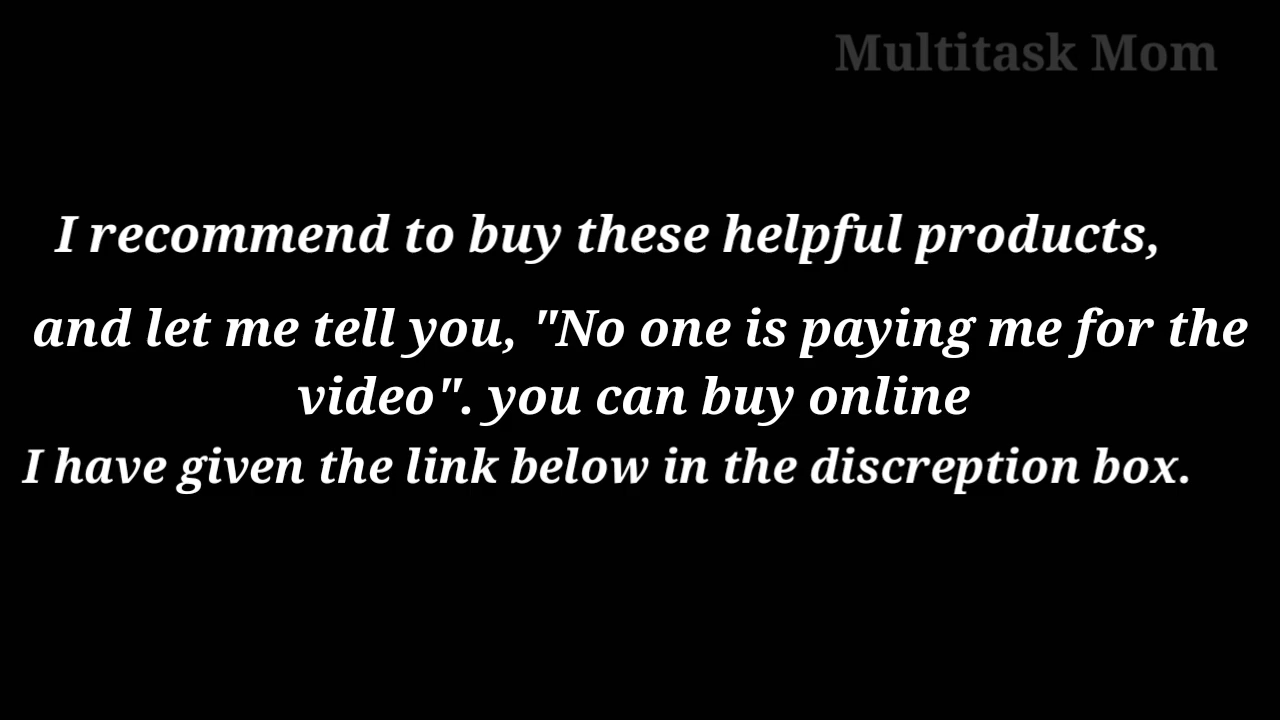 Multitask Mom
I recommend to buy these helpful products,
and let me tell you, "No one is paying me for the
video". you can buy online
I have given the link below in the discreption box.